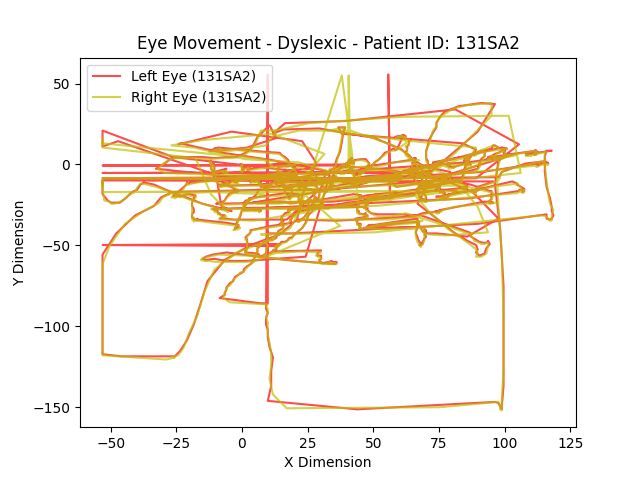 Eye Movement - Dyslexic - Patient ID: 131SA2
Left Eye (131SA2)
Right Eye (131SA2)
50
0
−50
−100
−150
Y Dimension
−50
−25
0
25
50
75
100
125
X Dimension